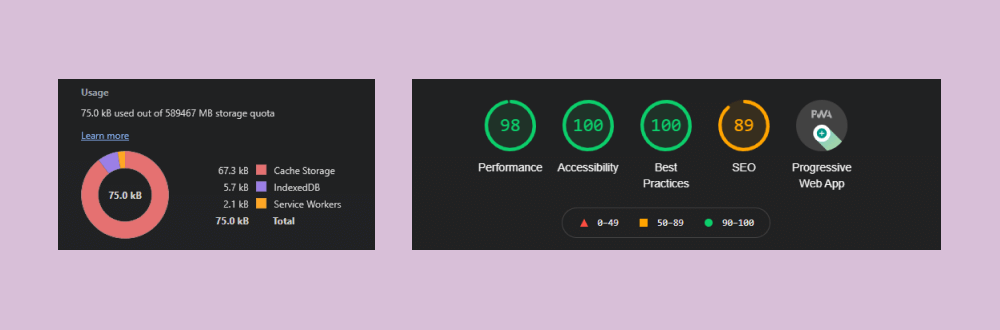 Usage
75.0 kB used out of 589467 MB storage quota
Learn more
75.0 kB
67.3 kB Cache Storage
5.7 kB IndexedDB
2.1 kB Service Workers
75.0 kB Total
98 100 100 89 PWA
Performance Accessibility Best SEO Progressive
Practices Web App
0–49 50–89 90–100